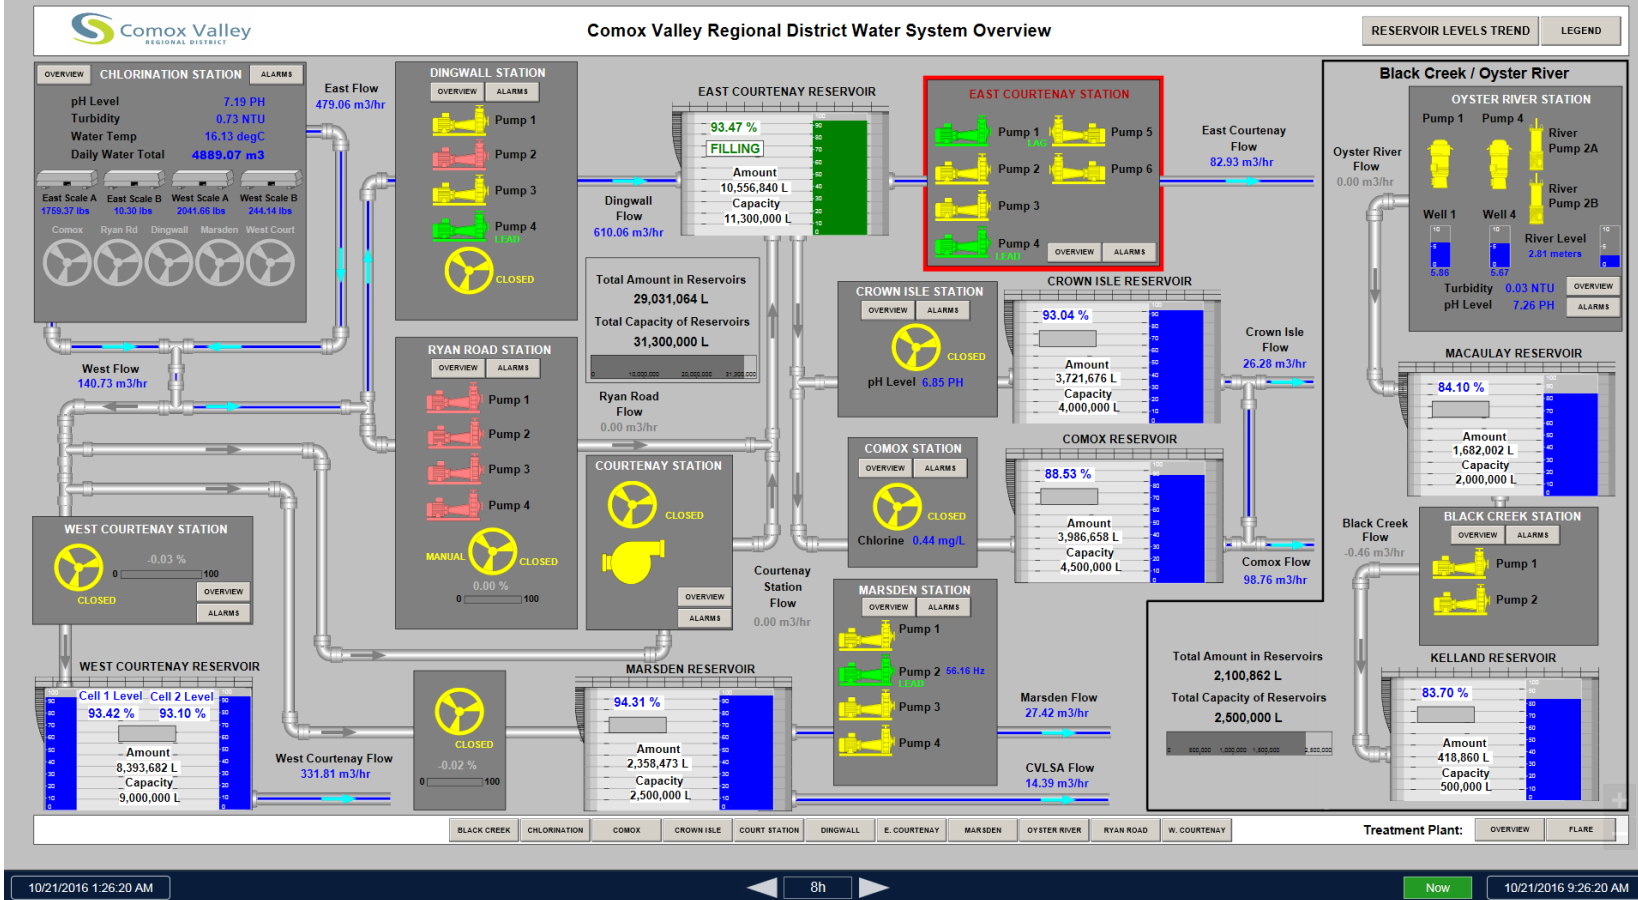 Comox Valley
REGIONAL DISTRICT
Comox Valley Regional District Water System Overview
RESERVOIR LEVELS TREND
LEGEND
OVERVIEW
CHLORINATION STATION
ALARMS
pH Level 7.19 PH
Turbidity 0.73 NTU
Water Temp 16.13 degC
Daily Water Total 4889.07 m3
East Scale A East Scale B West Scale A West Scale B
1759.37 lbs 10.30 lbs 2041.66 lbs 244.14 lbs
Comox Ryan Rd Dingwall Marsden West Court
East Flow
479.06 m3/hr
West Flow
140.73 m3/hr
DINGWALL STATION
OVERVIEW ALARMS
Pump 1
Pump 2
Pump 3
Pump 4
LEAD
CLOSED
Dingwall
Flow
610.06 m3/hr
RYAN ROAD STATION
OVERVIEW ALARMS
Pump 1
Pump 2
Pump 3
Pump 4
MANUAL CLOSED
0.00 %
0 100
Ryan Road
Flow
0.00 m3/hr
EAST COURTENAY RESERVOIR
93.47 %
FILLING
Amount
10,556,840 L
Capacity
11,300,000 L
Total Amount in Reservoirs
29,031,064 L
Total Capacity of Reservoirs
31,300,000 L
0 10,000,000 20,000,000 31,300,000
COURTENAY STATION
CLOSED
OVERVIEW
ALARMS
Courtenay
Station
Flow
0.00 m3/hr
EAST COURTENAY STATION
Pump 1 Pump 5
LAG
Pump 2 Pump 6
Pump 3
Pump 4
LEAD
OVERVIEW ALARMS
East Courtenay
Flow
82.93 m3/hr
CROWN ISLE STATION
OVERVIEW ALARMS
CLOSED
pH Level 6.85 PH
CROWN ISLE RESERVOIR
93.04 %
Amount
3,721,676 L
Capacity
4,000,000 L
Crown Isle
Flow
26.28 m3/hr
COMOX STATION
OVERVIEW ALARMS
CLOSED
Chlorine 0.44 mg/L
COMOX RESERVOIR
88.53 %
Amount
3,986,658 L
Capacity
4,500,000 L
Comox Flow
98.76 m3/hr
MARSDEN STATION
OVERVIEW ALARMS
Pump 1
Pump 2 56.16 Hz
LEAD
Pump 3
Pump 4
Marsden Flow
27.42 m3/hr
CVLSA Flow
14.39 m3/hr
WEST COURTENAY STATION
-0.03 %
0 100
CLOSED
OVERVIEW
ALARMS
WEST COURTENAY RESERVOIR
Cell 1 Level Cell 2 Level
93.42 % 93.10 %
Amount
8,393,682 L
Capacity
9,000,000 L
West Courtenay Flow
331.81 m3/hr
CLOSED
-0.02 %
0 100
MARSDEN RESERVOIR
94.31 %
Amount
2,358,473 L
Capacity
2,500,000 L
Black Creek / Oyster River
OYSTER RIVER STATION
Pump 1 Pump 4
River
Pump 2A
River
Pump 2B
Well 1 Well 4
5.86 5.67
River Level
2.81 meters
Turbidity 0.03 NTU
pH Level 7.26 PH
OVERVIEW
ALARMS
Oyster River
Flow
0.00 m3/hr
MACAULAY RESERVOIR
84.10 %
Amount
1,682,002 L
Capacity
2,000,000 L
BLACK CREEK STATION
OVERVIEW ALARMS
Pump 1
Pump 2
Black Creek
Flow
-0.46 m3/hr
KELLAND RESERVOIR
83.70 %
Amount
418,860 L
Capacity
500,000 L
Total Amount in Reservoirs
2,100,862 L
Total Capacity of Reservoirs
2,500,000 L
0 500,000 1,000,000 1,500,000 2,500,000
BLACK CREEK CHLORINATION COMOX CROWN ISLE COURT STATION DINGWALL E. COURTENAY MARSDEN OYSTER RIVER RYAN ROAD W. COURTENAY
Treatment Plant: OVERVIEW FLARE
10/21/2016 1:26:20 AM
8h
Now
10/21/2016 9:26:20 AM